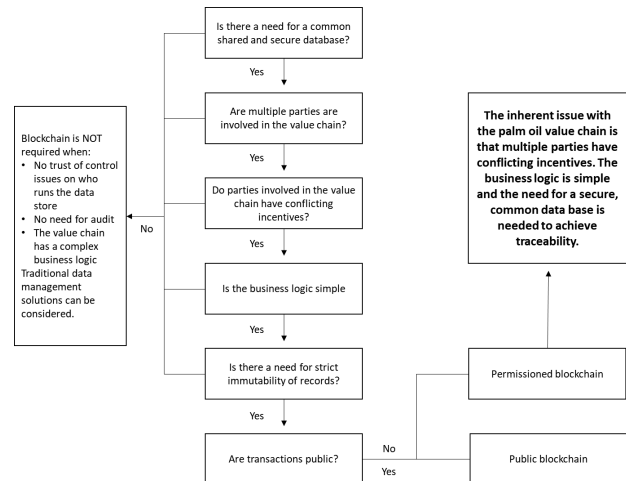 Is there a need for a common
shared and secure database?
Yes
Are multiple parties are
involved in the value chain?
Yes
Do parties involved in the value
chain have conflicting
incentives?
Yes
Is the business logic simple
Yes
Is there a need for strict
immutability of records?
Yes
Are transactions public?
No
Blockchain is NOT
required when:
• No trust of control
issues on who
runs the data
store
• No need for audit
• The value chain
has a complex
business logic
Traditional data
management
solutions can be
considered.
No
Yes
Permissioned blockchain
Public blockchain
The inherent issue with
the palm oil value chain is
that multiple parties have
conflicting incentives. The
business logic is simple
and the need for a secure,
common data base is
needed to achieve
traceability.